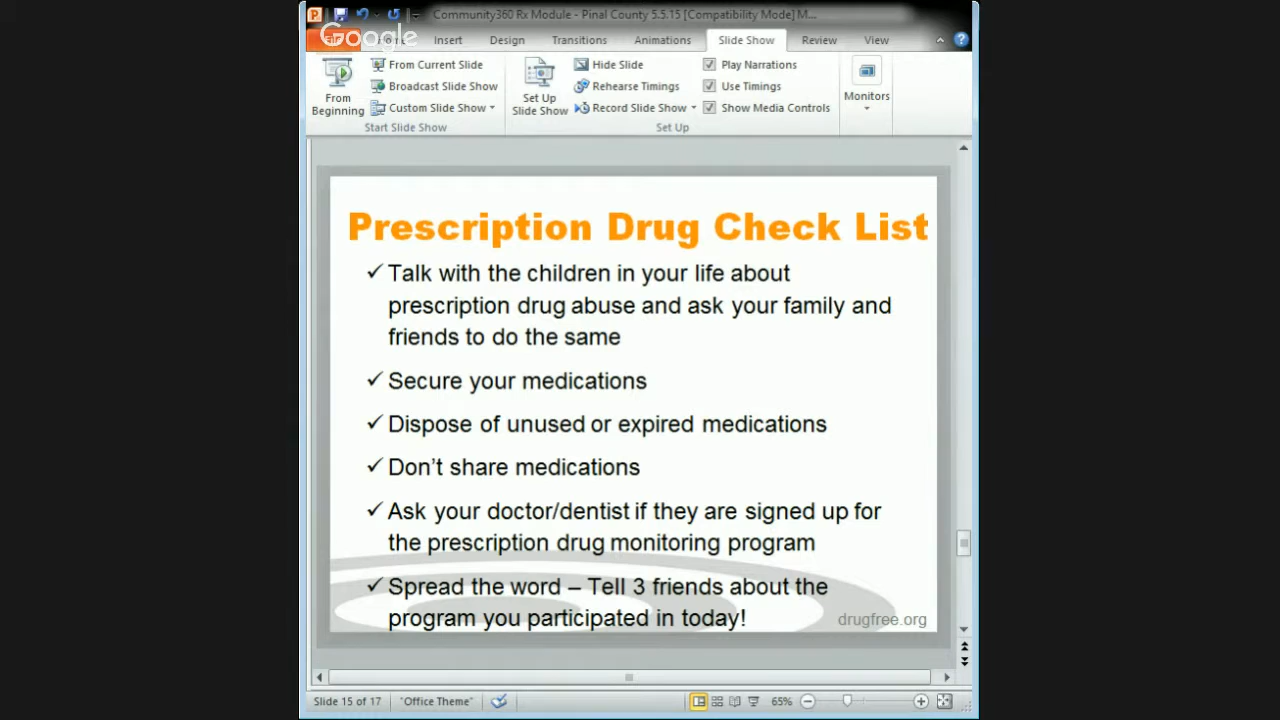 Community360 Rx Module - Pinal County 5.5.15 [Compatibility Mode] M...
Google
Insert Design Transitions Animations Slide Show Review View
From Beginning
From Current Slide
Broadcast Slide Show
Custom Slide Show
Start Slide Show
Set Up Slide Show
Hide Slide
Rehearse Timings
Record Slide Show
Play Narrations
Use Timings
Show Media Controls
Set Up
Monitors
Prescription Drug Check List
✓ Talk with the children in your life about
prescription drug abuse and ask your family and
friends to do the same
✓ Secure your medications
✓ Dispose of unused or expired medications
✓ Don't share medications
✓ Ask your doctor/dentist if they are signed up for
the prescription drug monitoring program
✓ Spread the word – Tell 3 friends about the
program you participated in today!
drugfree.org
Slide 15 of 17 "Office Theme" 65%